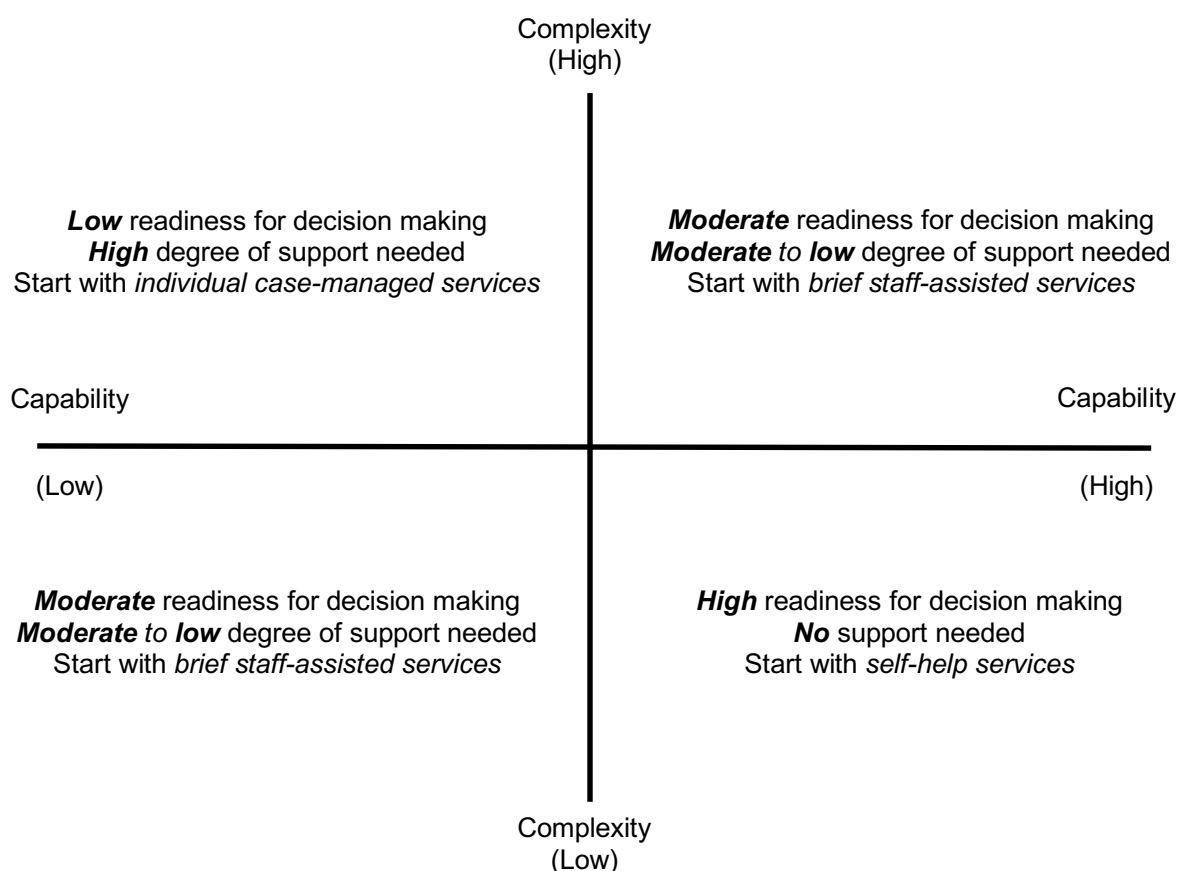 Complexity
(High)
Low readiness for decision making
High degree of support needed
Start with individual case-managed services
Moderate readiness for decision making
Moderate to low degree of support needed
Start with brief staff-assisted services
Capability
Capability
(Low)
(High)
Moderate readiness for decision making
Moderate to low degree of support needed
Start with brief staff-assisted services
High readiness for decision making
No support needed
Start with self-help services
Complexity
(Low)